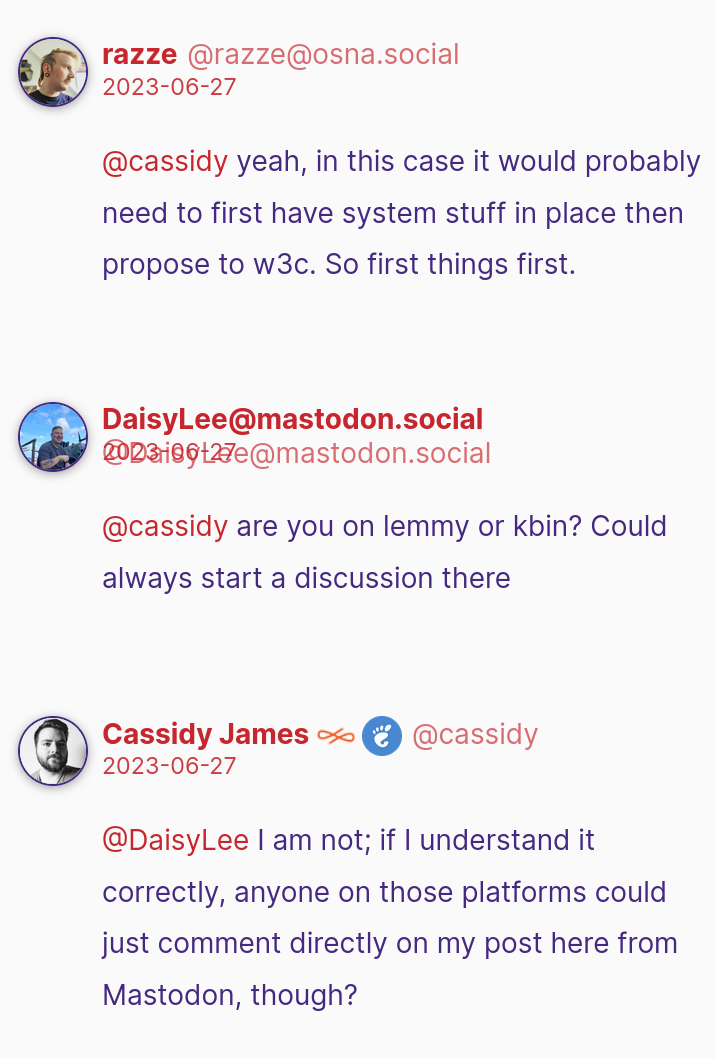 razze @razze@osna.social
2023-06-27
@cassidy yeah, in this case it would probably
need to first have system stuff in place then
propose to w3c. So first things first.
DaisyLee@mastodon.social
@DaisyLee@mastodon.social
2023-06-27
@cassidy are you on lemmy or kbin? Could
always start a discussion there
Cassidy James @cassidy
2023-06-27
@DaisyLee I am not; if I understand it
correctly, anyone on those platforms could
just comment directly on my post here from
Mastodon, though?